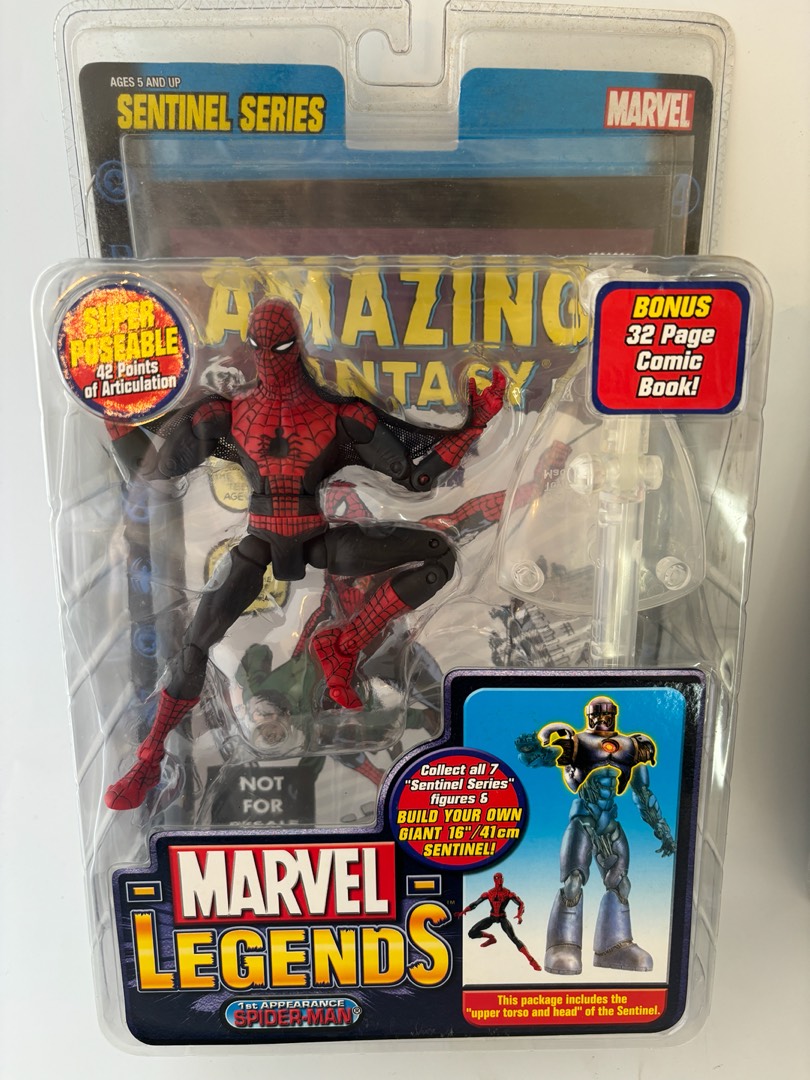 AGES 5 AND UP
SENTINEL SERIES
MARVEL
AMAZING
FANTASY
SUPER
POSEABLE
42 Points
of Articulation
BONUS
32 Page
Comic
Book!
NOT
FOR
Collect all 7
"Sentinel Series"
figures &
BUILD YOUR OWN
GIANT 16"/41cm
SENTINEL!
MARVEL
LEGENDS™
1st APPEARANCE
SPIDER-MAN®
This package includes the
"upper torso and head" of the Sentinel.